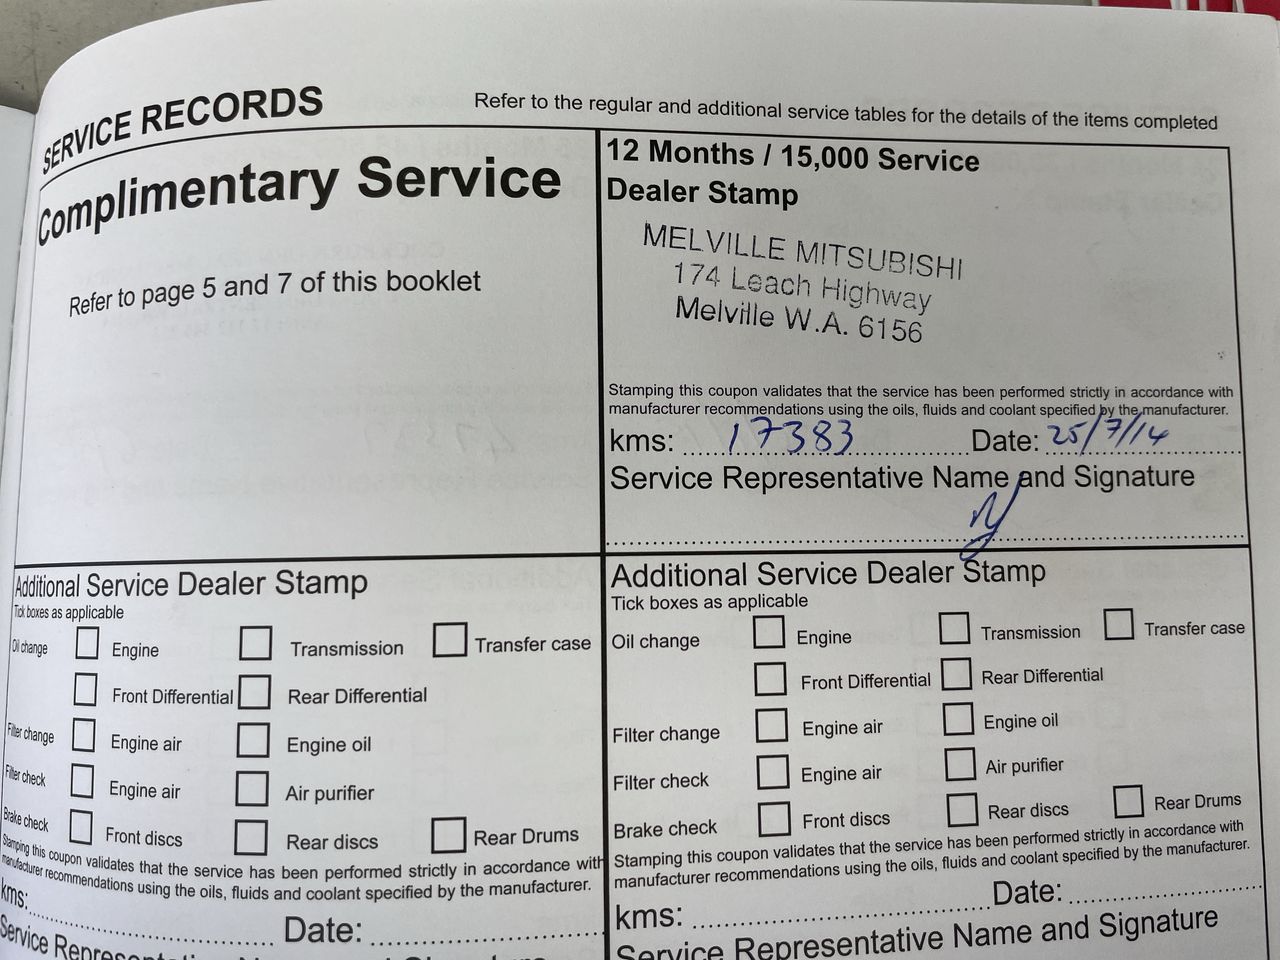 SERVICE RECORDS
Refer to the regular and additional service tables for the details of the items completed
Complimentary Service
Refer to page 5 and 7 of this booklet
12 Months / 15,000 Service
Dealer Stamp
MELVILLE MITSUBISHI
174 Leach Highway
Melville W.A. 6156
Stamping this coupon validates that the service has been performed strictly in accordance with
manufacturer recommendations using the oils, fluids and coolant specified by the manufacturer.
kms: 17383 Date: 25/7/14
Service Representative Name and Signature
Additional Service Dealer Stamp
Tick boxes as applicable
Oil change Engine Transmission Transfer case
Front Differential Rear Differential
Filter change Engine air Engine oil
Filter check Engine air Air purifier
Brake check Front discs Rear discs Rear Drums
Stamping this coupon validates that the service has been performed strictly in accordance with
manufacturer recommendations using the oils, fluids and coolant specified by the manufacturer.
kms: Date:
Service
Additional Service Dealer Stamp
Tick boxes as applicable
Oil change Engine Transmission Transfer case
Front Differential Rear Differential
Filter change Engine air Engine oil
Filter check Engine air Air purifier
Brake check Front discs Rear discs Rear Drums
Stamping this coupon validates that the service has been performed strictly in accordance with
manufacturer recommendations using the oils, fluids and coolant specified by the manufacturer.
kms: Date:
Service Representative Name and Signature